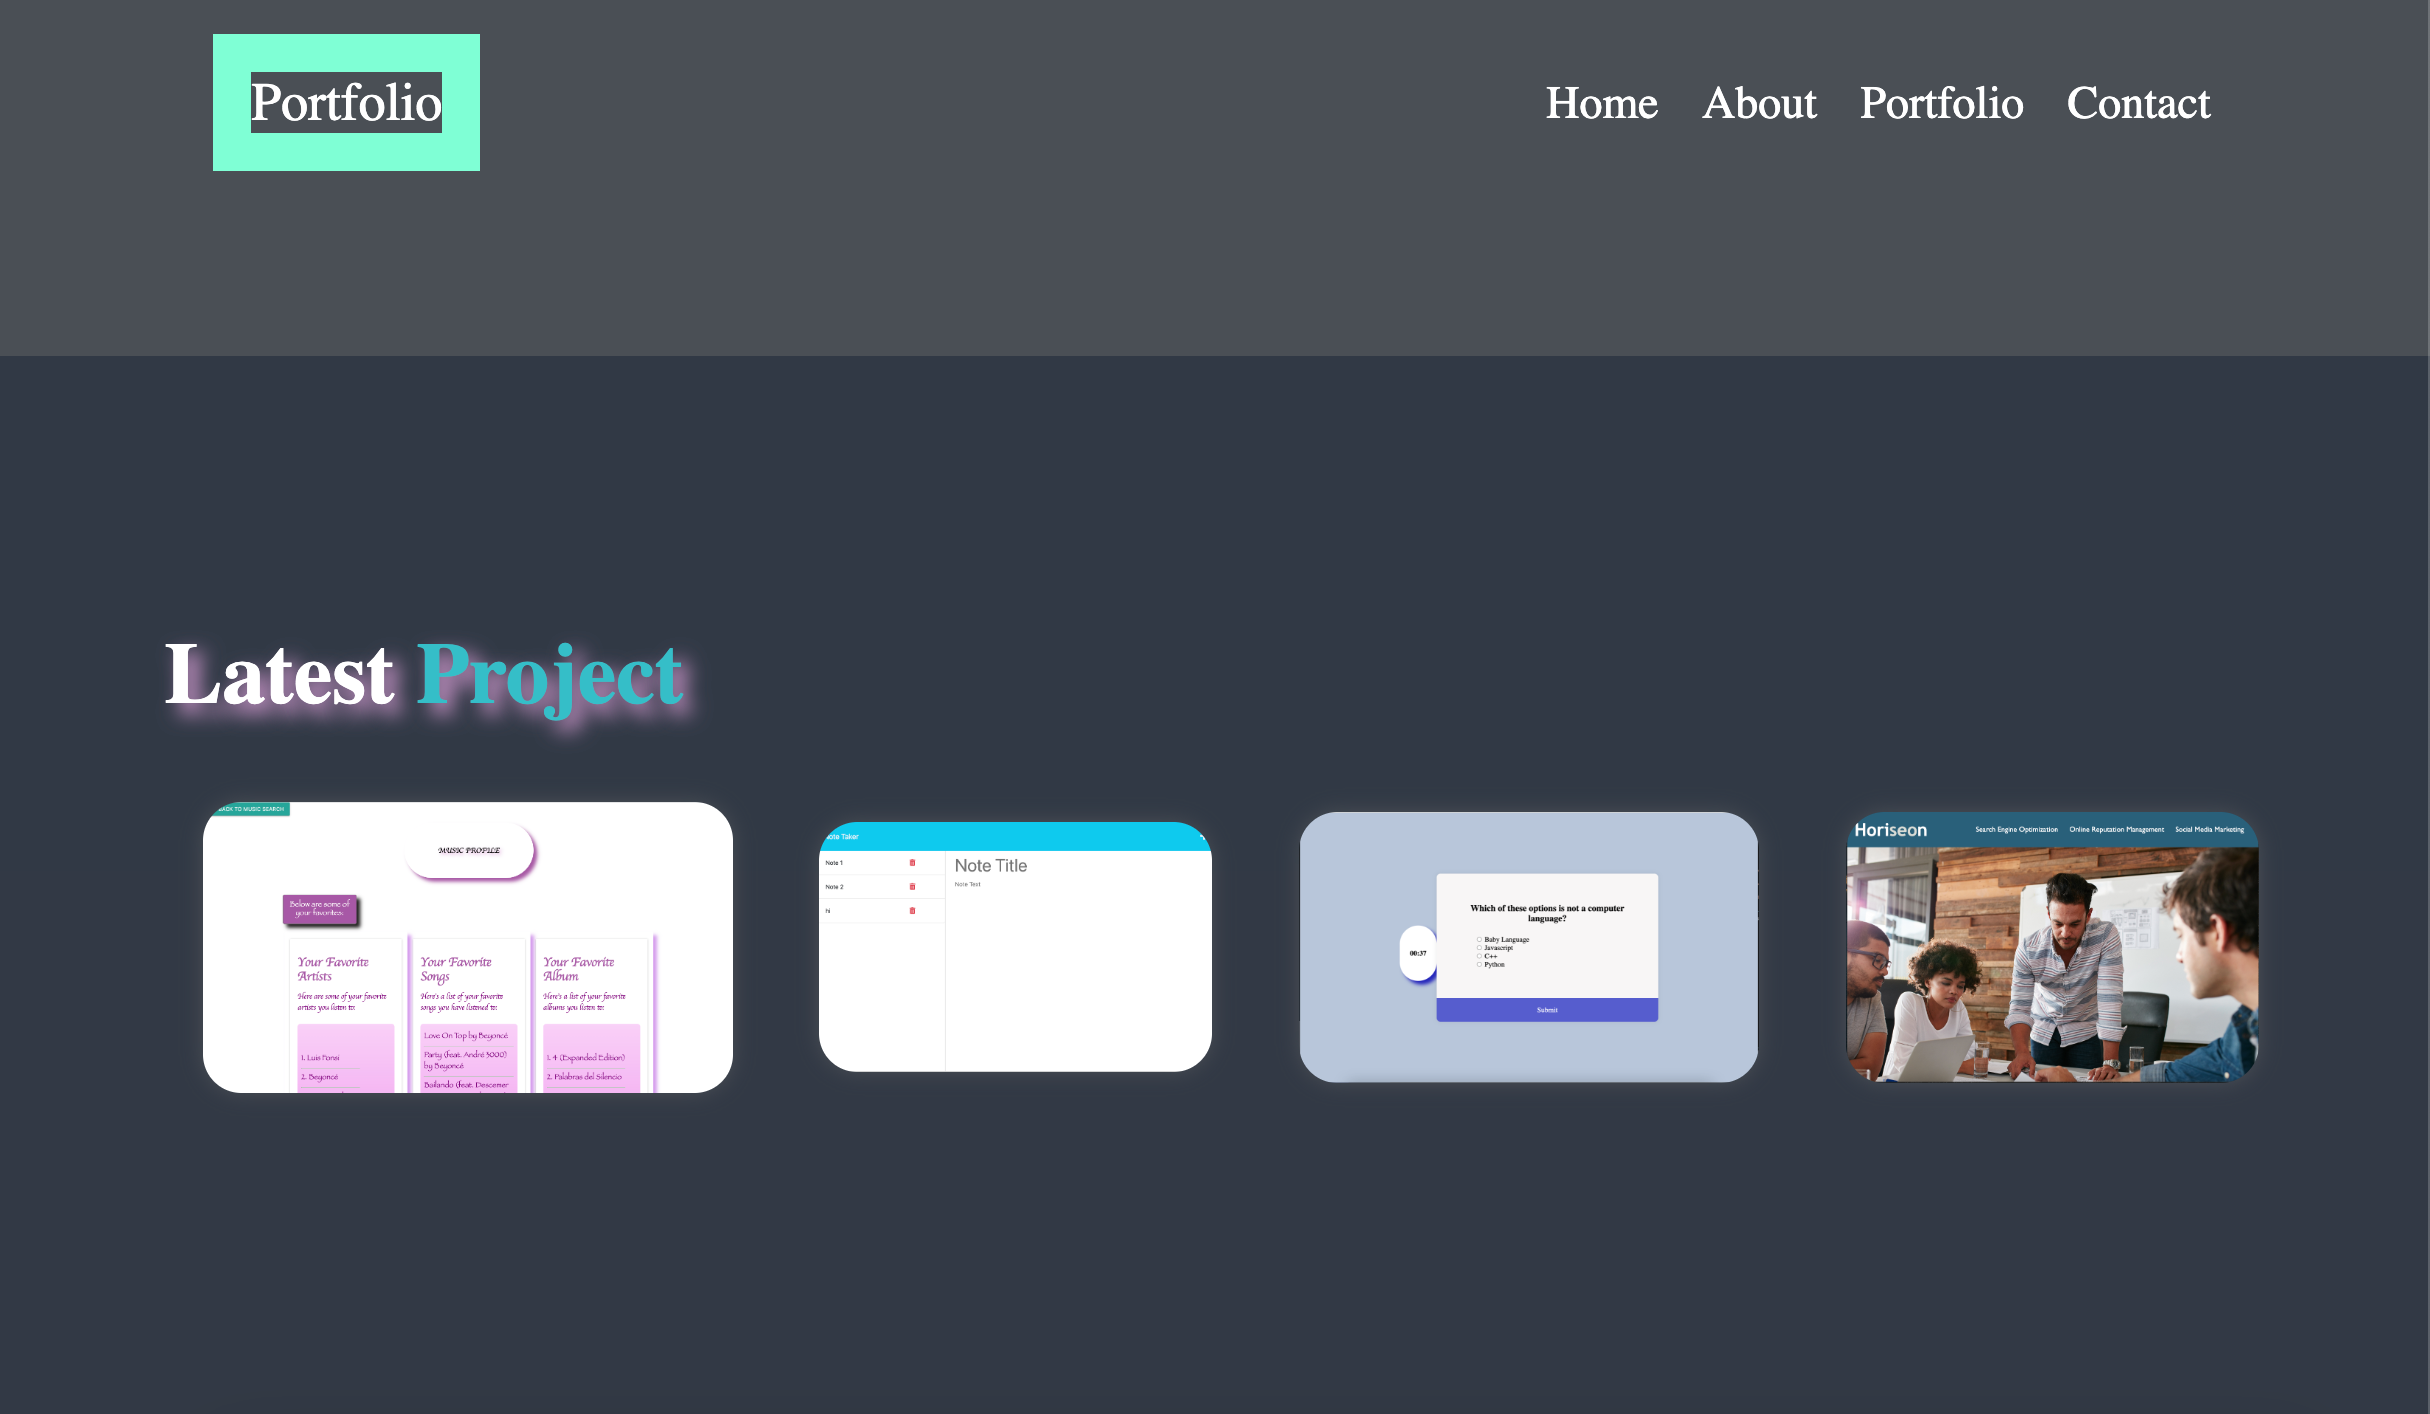 Portfolio
Home About Portfolio Contact
Latest Project
BACK TO MUSIC SEARCH
MUSIC PROFILE
Below are some of
your favorites:
Your Favorite
Artists
Here are some of your favorite
artists you listen to:
1. Luis Fonsi
2. Beyoncé
Your Favorite
Songs
Here's a list of your favorite
songs you have listened to:
Love On Top by Beyoncé
Party (feat. André 3000)
by Beyoncé
Bailando (feat. Descemer
Your Favorite
Album
Here's a list of your favorite
albums you listen to:
1. 4 (Expanded Edition)
2. Palabras del Silencio
Note Taker
Note 1
Note 2
hi
Note Title
Note Text
00:37
Which of these options is not a computer
language?
Baby Language
Javascript
C++
Python
Submit
Horiseon
Search Engine Optimization Online Reputation Management Social Media Marketing